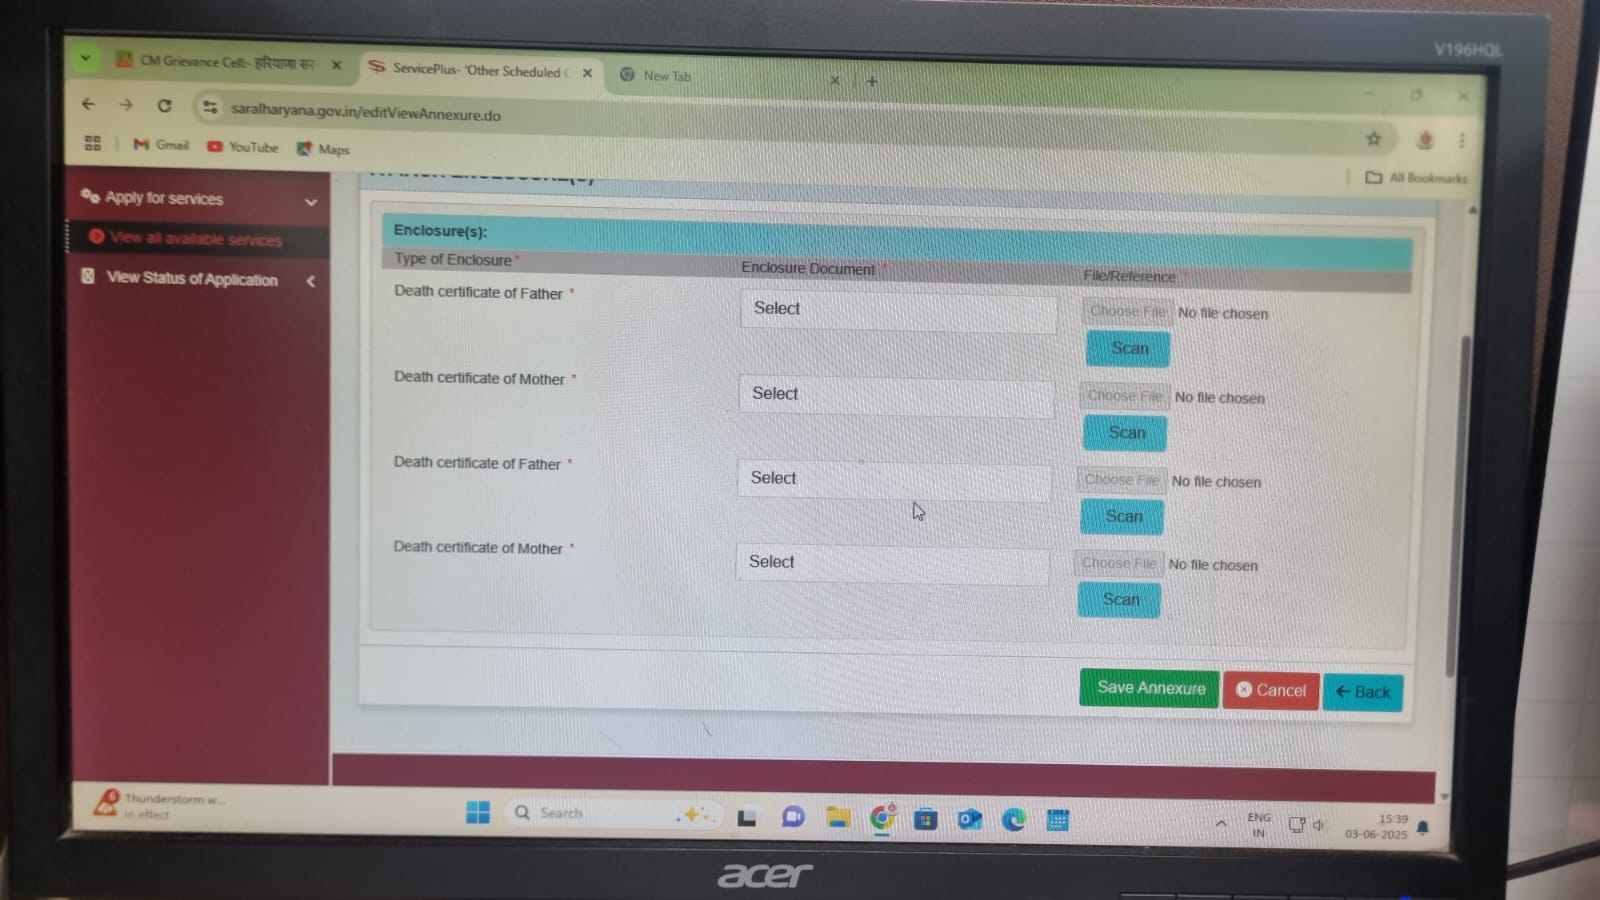 V196HQL
CM Grievance Cell:- हरियाणा सर
ServicePlus- 'Other Scheduled C
New Tab
saralharyana.gov.in/editViewAnnexure.do
Gmail YouTube Maps
All Bookmarks
Apply for services
View all available services
View Status of Application
Enclosure(s):
Type of Enclosure * Enclosure Document * File/Reference *
Death certificate of Father * Select Choose File No file chosen
Scan
Death certificate of Mother * Select Choose File No file chosen
Scan
Death certificate of Father * Select Choose File No file chosen
Scan
Death certificate of Mother * Select Choose File No file chosen
Scan
Save Annexure Cancel Back
Thunderstorm w...
In effect
Search
ENG
IN
15:39
03-06-2025
acer